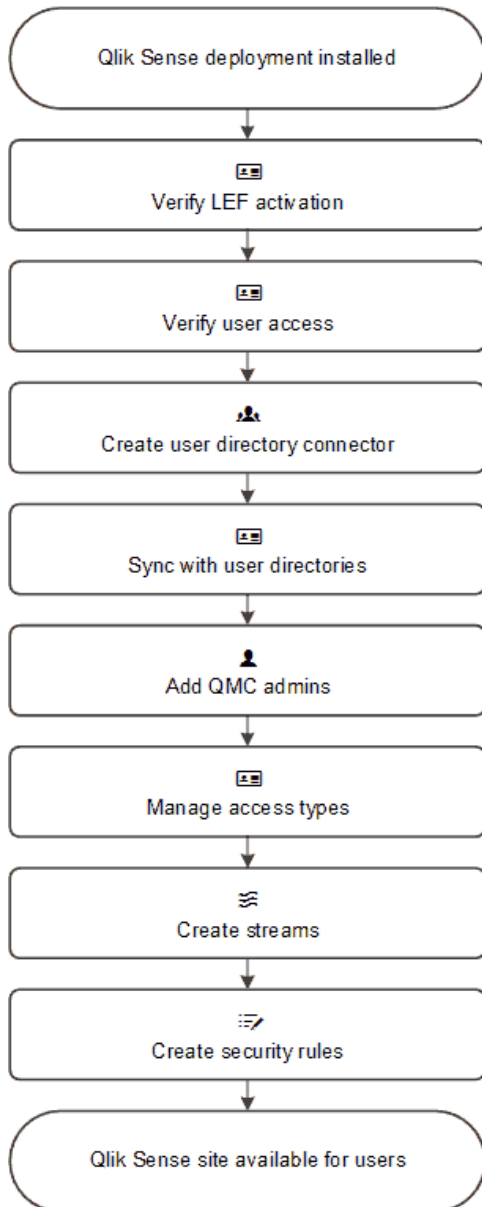 Qlik Sense deployment installed
Verify LEF activation
Verify user access
Create user directory connector
Sync with user directories
Add QMC admins
Manage access types
Create streams
Create security rules
Qlik Sense site available for users